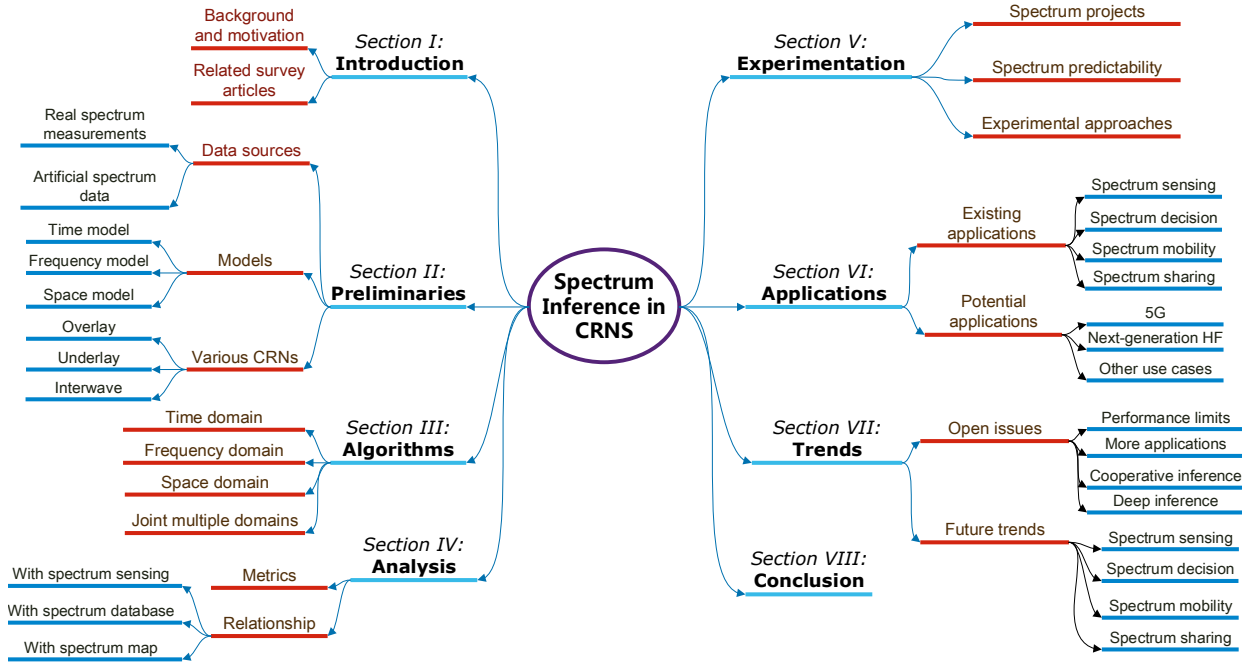 Spectrum
Inference in
CRNS
Section I:
Introduction
Background
and motivation
Related survey
articles
Section II:
Preliminaries
Data sources
Real spectrum
measurements
Artificial spectrum
data
Models
Time model
Frequency model
Space model
Various CRNs
Overlay
Underlay
Interwave
Section III:
Algorithms
Time domain
Frequency domain
Space domain
Joint multiple domains
Section IV:
Analysis
Metrics
Relationship
With spectrum sensing
With spectrum database
With spectrum map
Section V:
Experimentation
Spectrum projects
Spectrum predictability
Experimental approaches
Section VI:
Applications
Existing
applications
Spectrum sensing
Spectrum decision
Spectrum mobility
Spectrum sharing
Potential
applications
5G
Next-generation HF
Other use cases
Section VII:
Trends
Open issues
Performance limits
More applications
Cooperative inference
Deep inference
Future trends
Spectrum sensing
Spectrum decision
Spectrum mobility
Spectrum sharing
Section VIII:
Conclusion